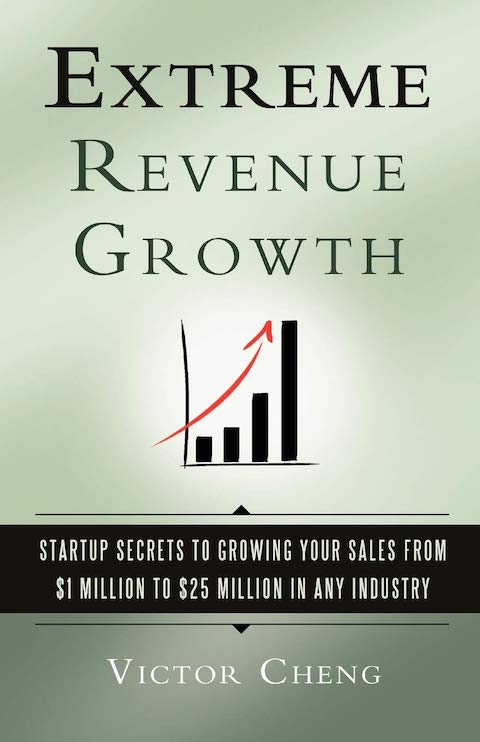 EXTREME
REVENUE
GROWTH
STARTUP SECRETS TO GROWING YOUR SALES FROM
$1 MILLION TO $25 MILLION IN ANY INDUSTRY
VICTOR CHENG